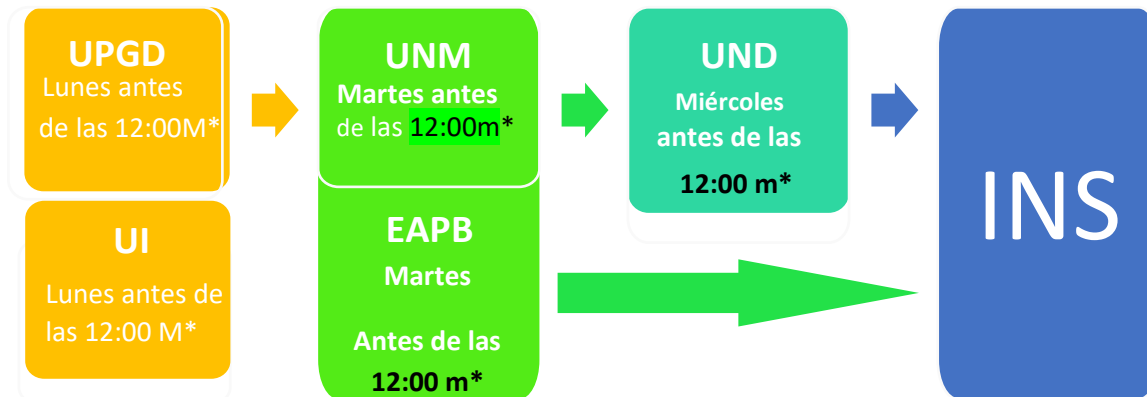 UPGD
Lunes antes
de las 12:00M*
UI
Lunes antes de
las 12:00 M*
UNM
Martes antes
de las 12:00m*
EAPB
Martes
Antes de las
12:00 m*
UND
Miércoles
antes de las
12:00 m*
INS